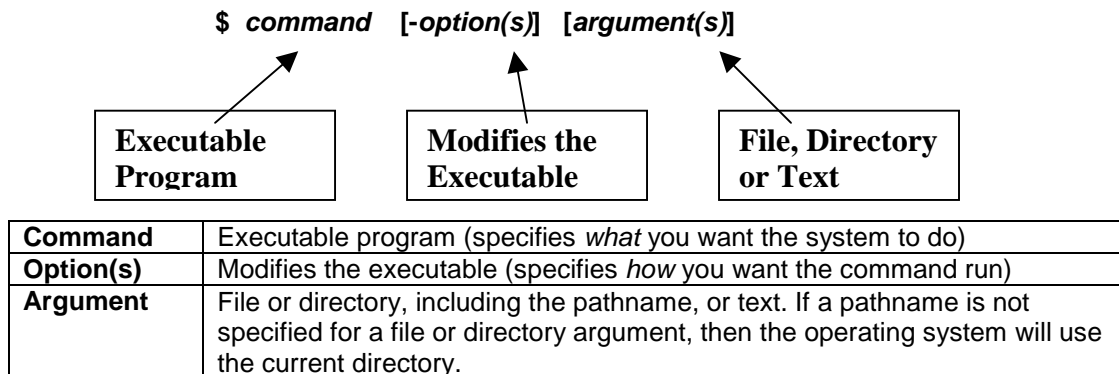 $ command [-option(s)] [argument(s)]
Executable Modifies the File, Directory
Program Executable or Text
Command Executable program (specifies what you want the system to do)
Option(s) Modifies the executable (specifies how you want the command run)
Argument File or directory, including the pathname, or text. If a pathname is not
specified for a file or directory argument, then the operating system will use
the current directory.